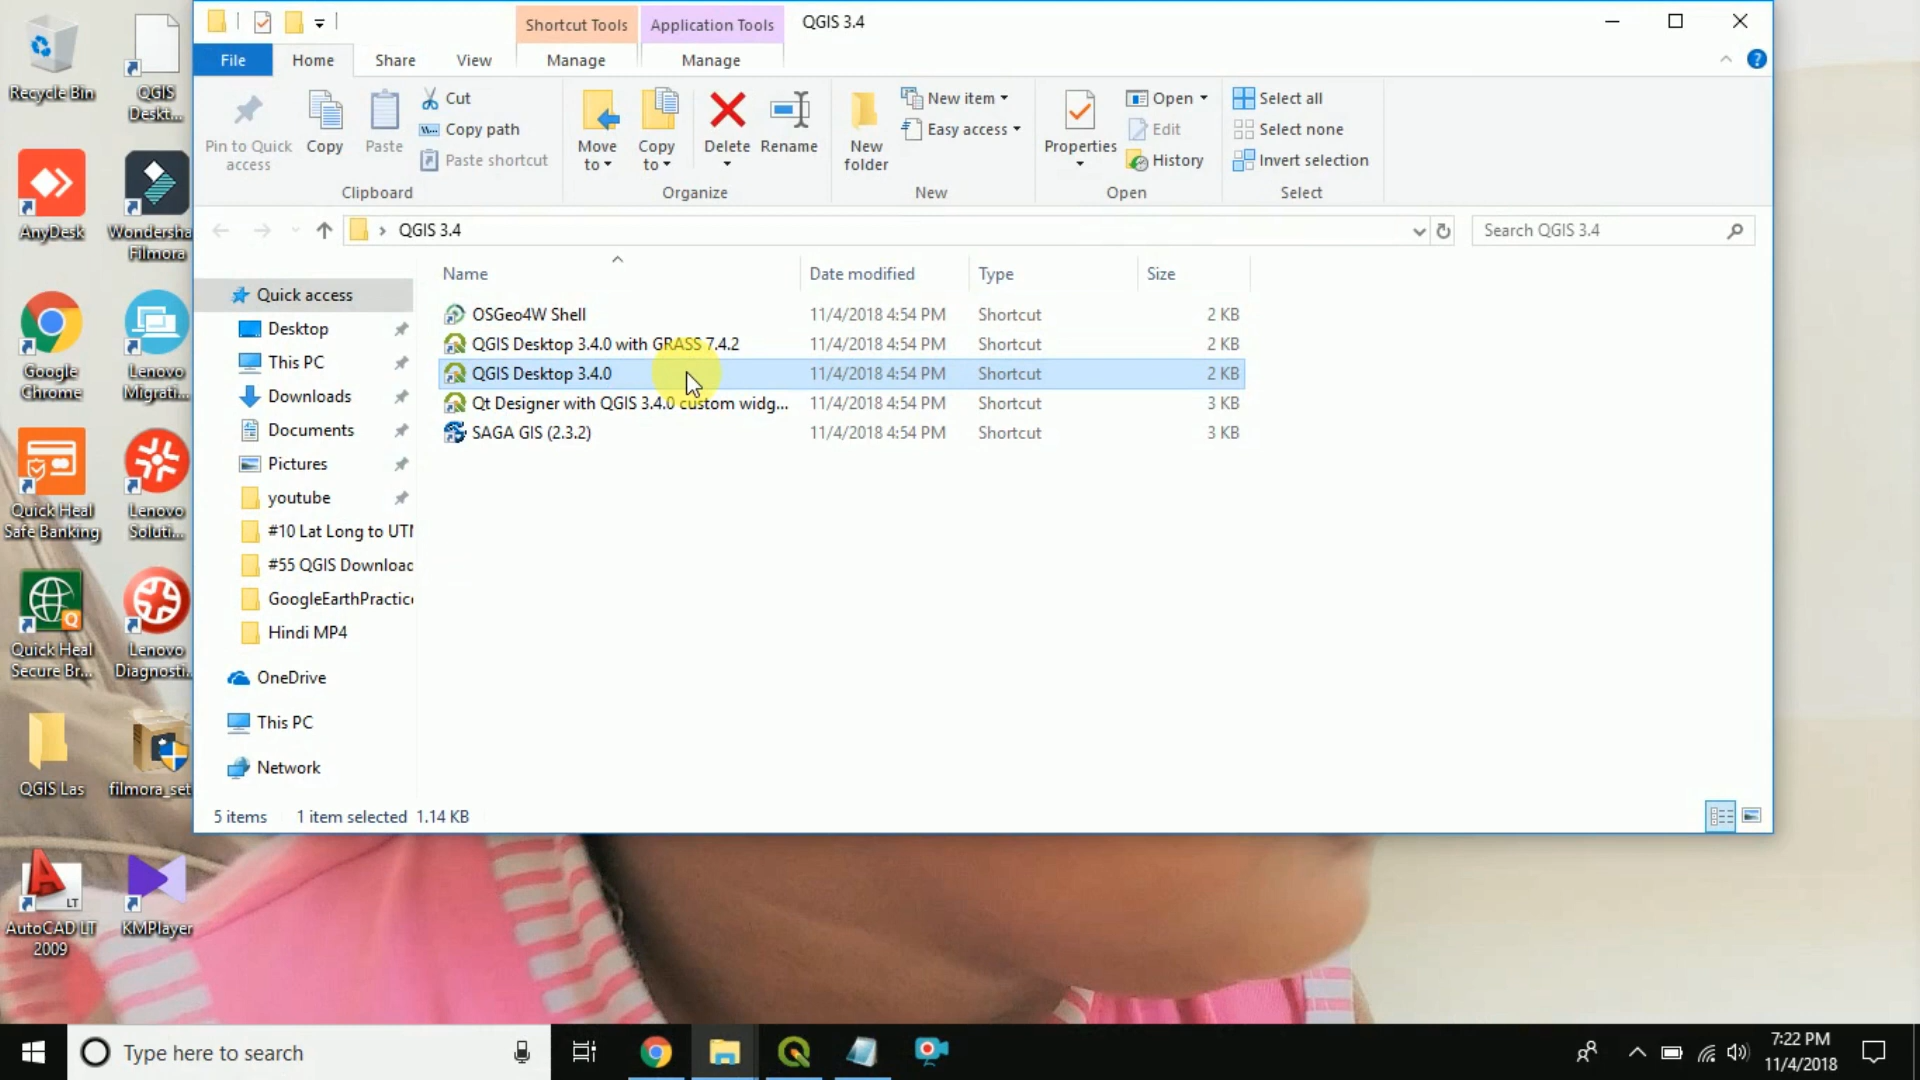 Shortcut Tools
Application Tools
QGIS 3.4
File
Home
Share
View
Manage
Manage
?
Pin to Quick
access
Copy
Paste
Cut
Copy path
Paste shortcut
Clipboard
Move
to
Copy
to
Delete
Rename
Organize
New
folder
New item
Easy access
New
Properties
Open
Edit
History
Open
Select all
Select none
Invert selection
Select
QGIS 3.4
Search QGIS 3.4
Quick access
Desktop
This PC
Downloads
Documents
Pictures
youtube
#10 Lat Long to UTM
#55 QGIS Download
GoogleEarthPractice
Hindi MP4
OneDrive
This PC
Network
Name
Date modified
Type
Size
OSGeo4W Shell
11/4/2018 4:54 PM
Shortcut
2 KB
QGIS Desktop 3.4.0 with GRASS 7.4.2
11/4/2018 4:54 PM
Shortcut
2 KB
QGIS Desktop 3.4.0
11/4/2018 4:54 PM
Shortcut
2 KB
Qt Designer with QGIS 3.4.0 custom widg...
11/4/2018 4:54 PM
Shortcut
3 KB
SAGA GIS (2.3.2)
11/4/2018 4:54 PM
Shortcut
3 KB
5 items
1 item selected 1.14 KB
Recycle Bin
QGIS
Deskt...
AnyDesk
Wondersha
Filmora
Google
Chrome
Lenovo
Migrati...
Quick Heal
Safe Banking
Lenovo
Soluti...
Quick Heal
Secure Br...
Lenovo
Diagnosti...
QGIS Las
filmora_set
LT
AutoCAD LT
2009
KMPlayer
Type here to search
7:22 PM
11/4/2018